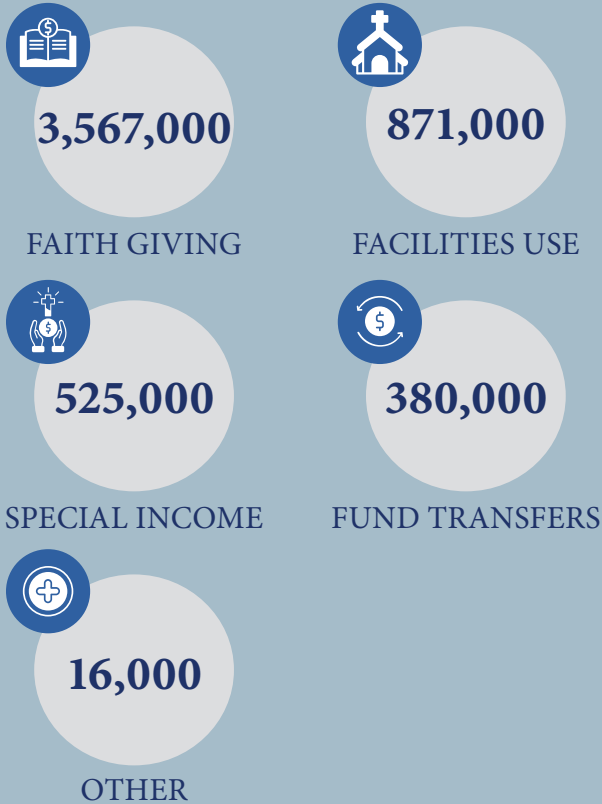 3,567,000
FAITH GIVING
871,000
FACILITIES USE
525,000
SPECIAL INCOME
380,000
FUND TRANSFERS
16,000
OTHER